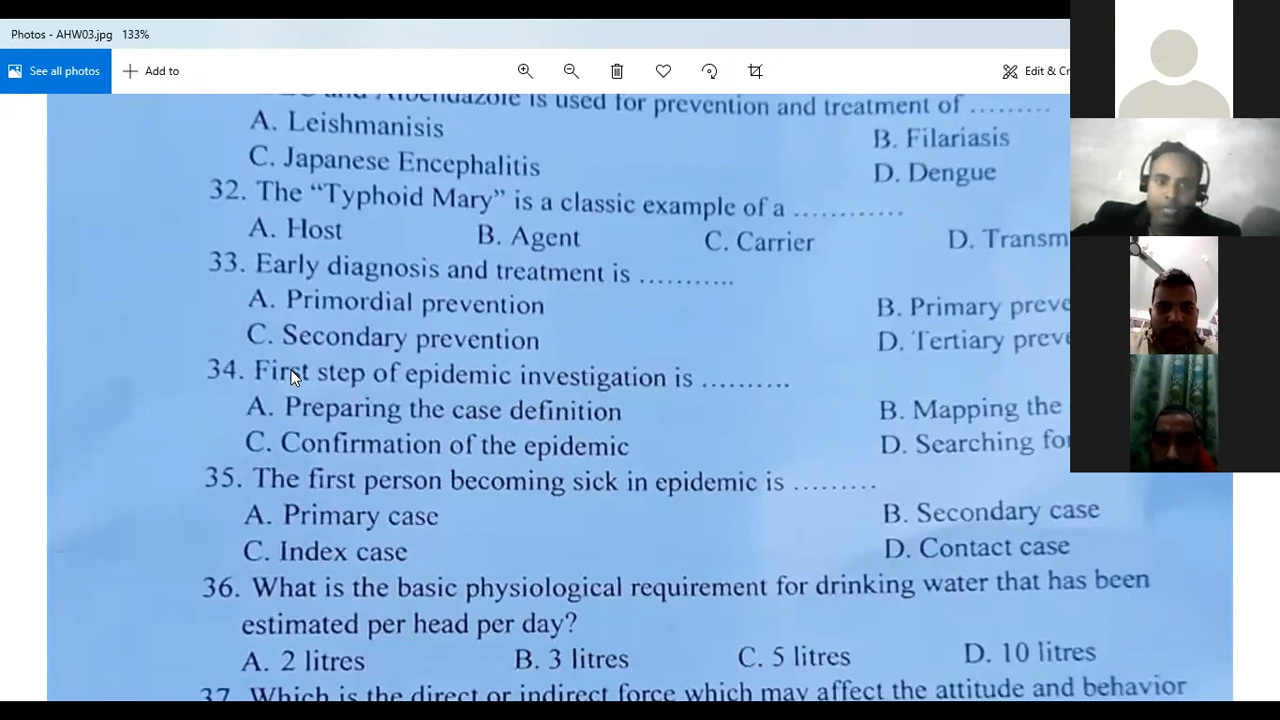 Photos - AHW03.jpg 133%
See all photos
Add to
Edit & Cr
and Albendazole is used for prevention and treatment of .........
A. Leishmanisis
B. Filariasis
C. Japanese Encephalitis
D. Dengue
32. The “Typhoid Mary” is a classic example of a ............
A. Host B. Agent C. Carrier D. Transm
33. Early diagnosis and treatment is ...........
A. Primordial prevention
B. Primary preve
C. Secondary prevention
D. Tertiary preve
34. First step of epidemic investigation is ..........
A. Preparing the case definition
B. Mapping the
C. Confirmation of the epidemic
D. Searching for
35. The first person becoming sick in epidemic is .........
A. Primary case
B. Secondary case
C. Index case
D. Contact case
36. What is the basic physiological requirement for drinking water that has been
estimated per head per day?
A. 2 litres B. 3 litres C. 5 litres D. 10 litres
37. Which is the direct or indirect force which may affect the attitude and behavior